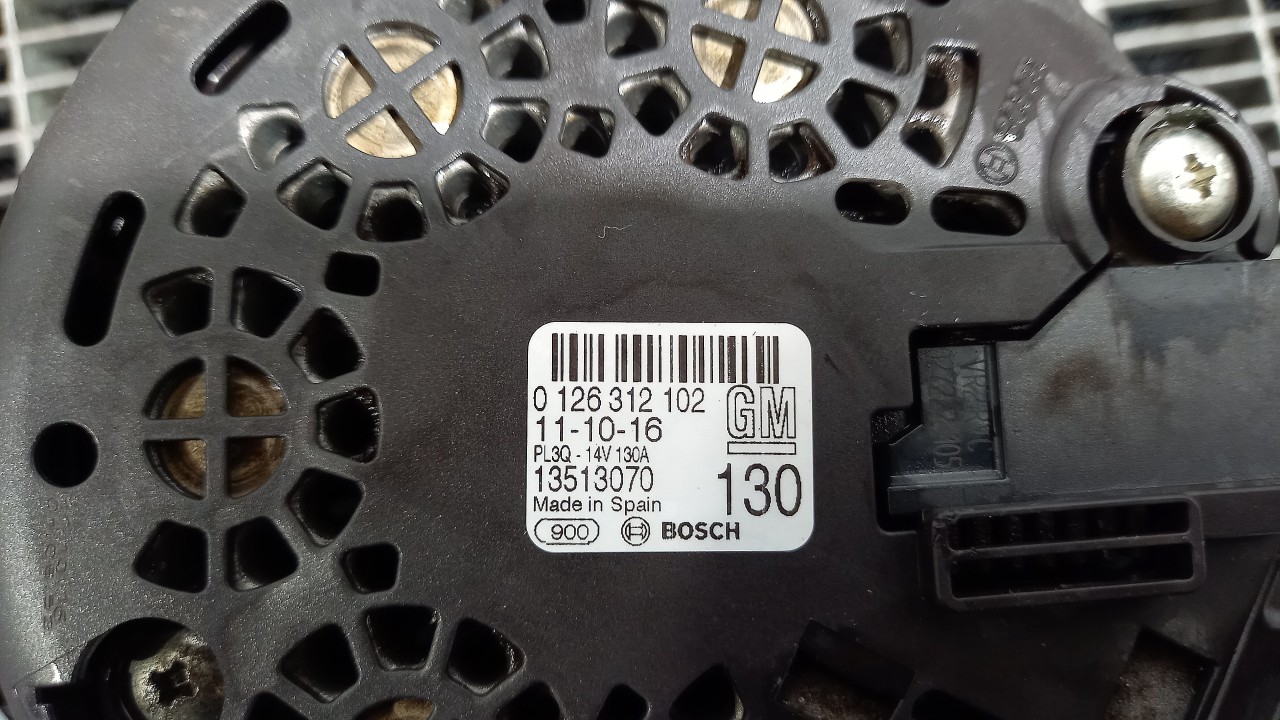 0 126 312 102
GM
11-10-16
PL3Q - 14V 130A
13513070
130
Made in Spain
900
BOSCH